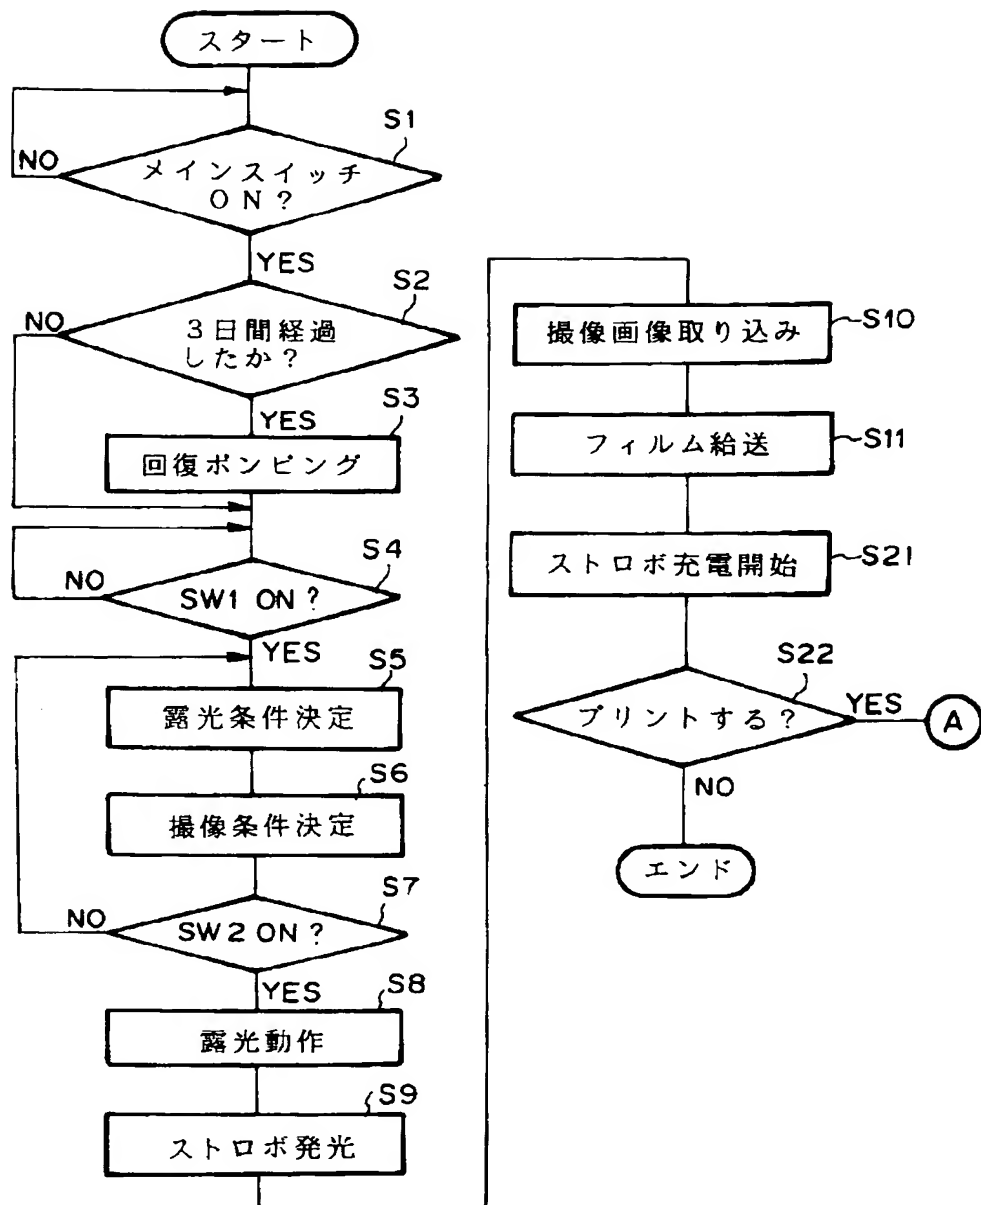 スタート
S1
NO
メインスイッチ
ON?
YES
S2
NO
3日間経過
したか?
YES
S3
回復ポンピング
S4
NO
SW1 ON?
YES
S5
露光条件決定
S6
撮像条件決定
S7
NO
SW2 ON?
YES
S8
露光動作
S9
ストロボ発光
撮像画像取り込み
S10
フィルム給送
S11
ストロボ充電開始
S21
S22
プリントする?
YES
A
NO
エンド